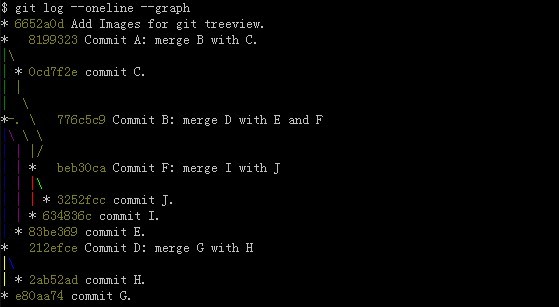 $ git log --oneline --graph
* 6652a0d Add Images for git treeview.
* 8199323 Commit A: merge B with C.
|\
| * 0cd7f2e commit C.
| |
| \
*-. \ 776c5c9 Commit B: merge D with E and F
|\ \ \
| | |/
| | * beb30ca Commit F: merge I with J
| | |\
| | | * 3252fcc commit J.
| | * 634836c commit I.
| * 83be369 commit E.
* 212efce Commit D: merge G with H
|\
| * 2ab52ad commit H.
* e80aa74 commit G.